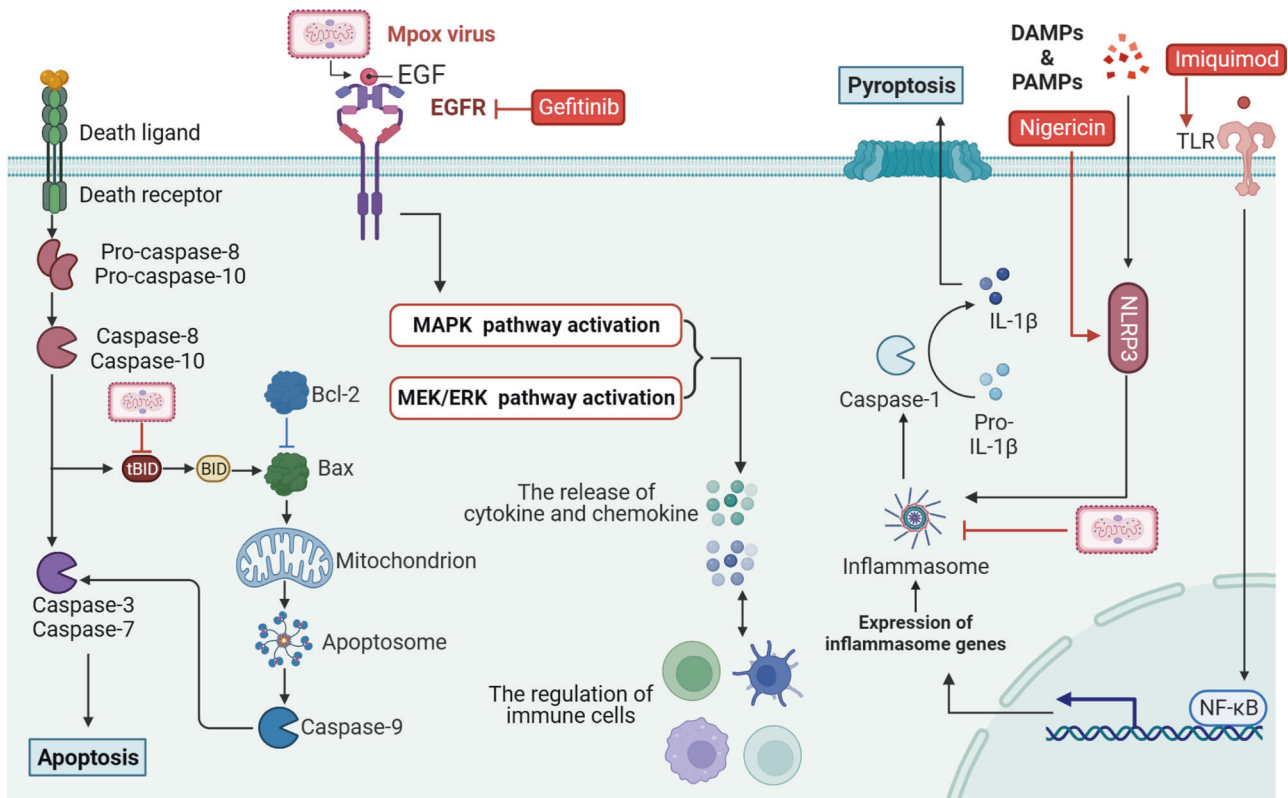 Mpox virus
EGF
EGFR
Gefitinib
Death ligand
Death receptor
Pro-caspase-8
Pro-caspase-10
Caspase-8
Caspase-10
tBID
BID
Bcl-2
Bax
Mitochondrion
Apoptosome
Caspase-9
Caspase-3
Caspase-7
Apoptosis
MAPK pathway activation
MEK/ERK pathway activation
The release of
cytokine and chemokine
The regulation of
immune cells
Pyroptosis
DAMPs
&
PAMPs
Imiquimod
Nigericin
TLR
NLRP3
IL-1β
Pro-
IL-1β
Caspase-1
Inflammasome
Expression of
inflammasome genes
NF-κB